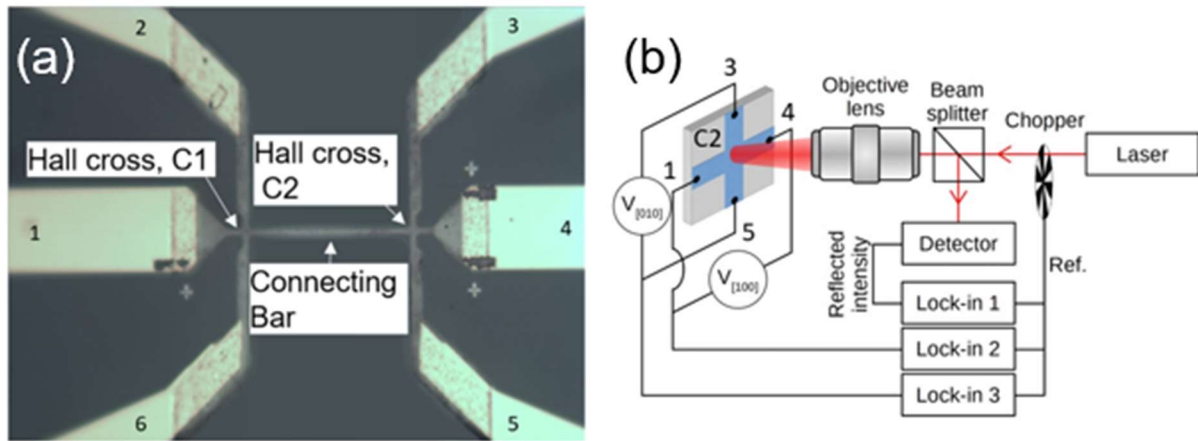 (a)
2
3
Hall cross, C1
Hall cross,
C2
1
4
Connecting
Bar
6
5
(b)
3
4
C2
1
5
V[010]
V[100]
Objective
lens
Beam
splitter
Chopper
Laser
Detector
Reflected
intensity
Ref.
Lock-in 1
Lock-in 2
Lock-in 3